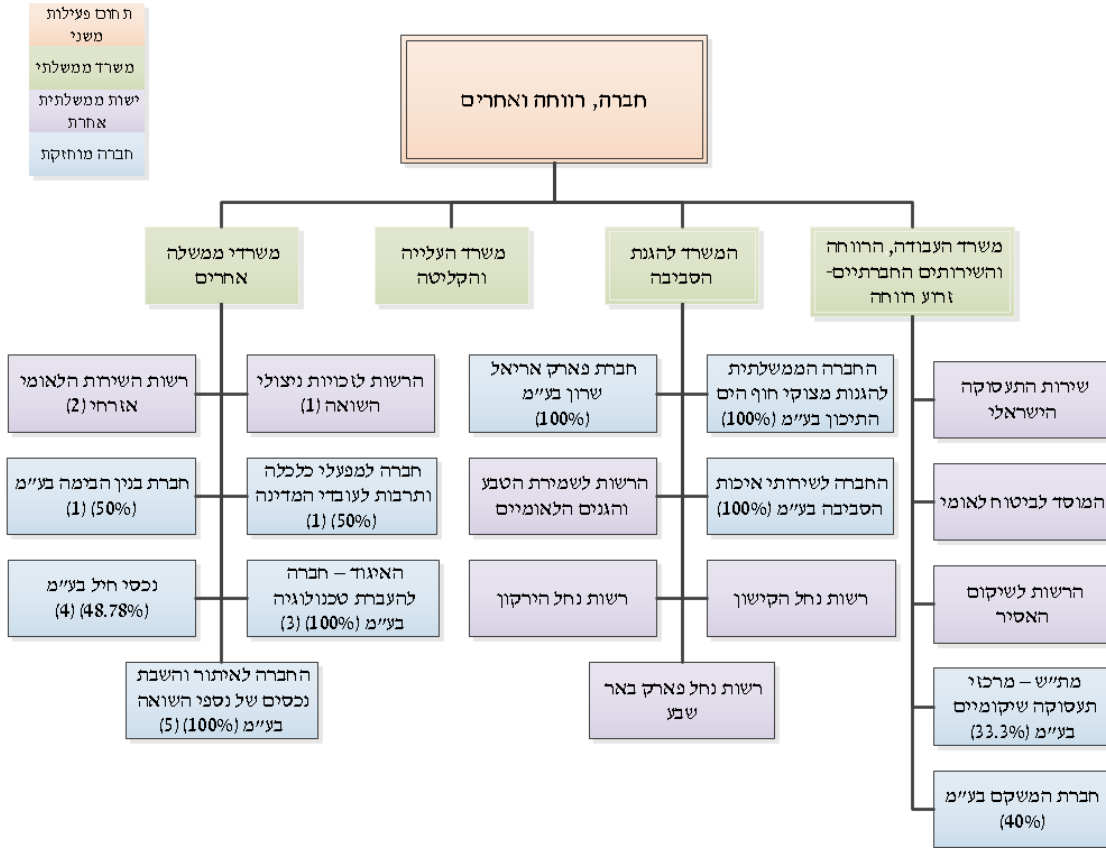 תחום פעילות
משני
משרד ממשלתי
ישות ממשלתית
אחרת
חברה מוחזקת
חברה, רווחה ואחרים
משרד העבודה, הרווחה
והשירותים החברתיים-
זרוע רווחה
המשרד להגנת
הסביבה
משרד העלייה
והקליטה
משרדי ממשלה
אחרים
שירות התעסוקה
הישראלי
המוסד לביטוח לאומי
הרשות לשיקום
האסיר
מת״ש – מרכזי
תעסוקה שיקומיים
בע״מ (33.3%)
חברת המשקם בע״מ
(40%)
החברה הממשלתית
להגנות מצוקי חוף הים
התיכון בע״מ (100%)
חברת פארק אריאל
שרון בע״מ
(100%)
החברה לשירותי איכות
הסביבה בע״מ (100%)
הרשות לשמירת הטבע
והגנים הלאומיים
רשות נחל הקישון
רשות נחל הירקון
רשות נחל פארק באר
שבע
הרשות לזכויות ניצולי
השואה (1)
רשות השירות הלאומי
אזרחי (2)
חברה למפעלי כלכלה
ותרבות לעובדי המדינה
(50%) (1)
חברת בנין הבימה בע״מ
(50%) (1)
האיגוד – חברה
להעברת טכנולוגיה
בע״מ (100%) (3)
נכסי חיל בע״מ
(48.78%) (4)
החברה לאיתור והשבת
נכסים של נספי השואה
בע״מ (100%) (5)